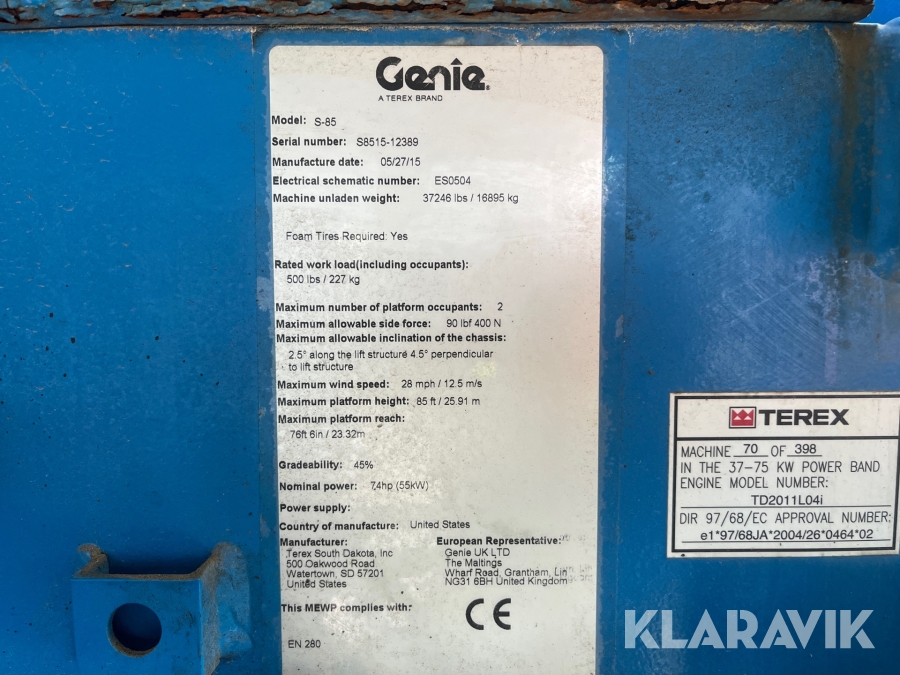 Genie.
A TEREX BRAND
Model: S-85
Serial number: S8515-12389
Manufacture date: 05/27/15
Electrical schematic number: ES0504
Machine unladen weight: 37246 lbs / 16895 kg
Foam Tires Required: Yes
Rated work load(including occupants):
500 lbs / 227 kg
Maximum number of platform occupants: 2
Maximum allowable side force: 90 lbf 400 N
Maximum allowable inclination of the chassis:
2.5° along the lift structure 4.5° perpendicular
to lift structure
Maximum wind speed: 28 mph / 12.5 m/s
Maximum platform height: 85 ft / 25.91 m
Maximum platform reach:
76ft 6in / 23.32m
Gradeability: 45%
Nominal power: 74hp (55kW)
Power supply:
Country of manufacture: United States
Manufacturer:
Terex South Dakota, Inc
500 Oakwood Road
Watertown, SD 57201
United States
European Representative:
Genie UK LTD
The Maltings
Wharf Road, Grantham, Lin
NG31 6BH United Kingdom
This MEWP complies with:
CE
EN 280
TEREX
MACHINE 70 OF 398
IN THE 37-75 KW POWER BAND
ENGINE MODEL NUMBER:
TD2011L04i
DIR 97/68/EC APPROVAL NUMBER:
e1*97/68JA*2004/26*0464*02
KLARAVIK